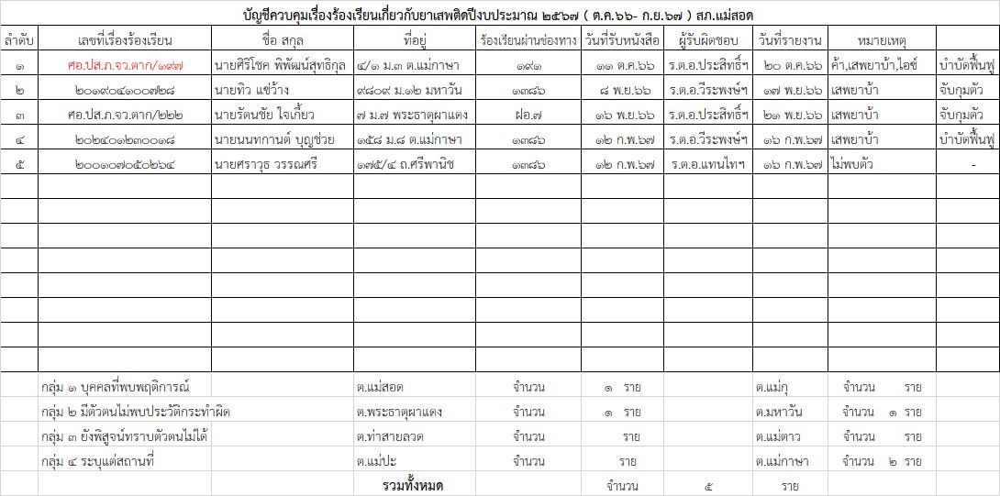 บัญชีควบคุมเรื่องร้องเรียนเกี่ยวกับยาเสพติดปีงบประมาณ ๒๕๖๗ ( ต.ค.๖๖- ก.ย.๖๗ ) สภ.แม่สอด
ลำดับ เลขที่เรื่องร้องเรียน ชื่อ สกุล ที่อยู่ ร้องเรียนผ่านช่องทาง วันที่รับหนังสือ ผู้รับผิดชอบ วันที่รายงาน หมายเหตุ
๑ ศอ.ปส.ภ.จว.ตาก/๑๙๗ นายศิริโชค พิพัฒน์สุทธิกุล ๔/๑ ม.๓ ต.แม่กาษา ๑๙๑ ๑๑ ต.ค.๖๖ ร.ต.อ.ประสิทธิ์ฯ ๒๐ ต.ค.๖๖ ค้า,เสพยาบ้า,ไอซ์ บำบัดฟื้นฟู
๒ ๒๐๑๙๐๔๑๐๐๗๒๘ นายทิว แซ่ว้าง ๙๘๐๙ ม.๑๒ มหาวัน ๑๓๘๖ ๘ พ.ย.๖๖ ร.ต.อ.วีระพงษ์ฯ ๑๗ พ.ย.๖๖ เสพยาบ้า จับกุมตัว
๓ ศอ.ปส.ภ.จว.ตาก/๒๒๒ นายรัตนชัย ใจเกี้ยว ๗ ม.๗ พระธาตุผาแดง ฝอ.๗ ๑๖ พ.ย.๖๖ ร.ต.อ.ประสิทธิ์ฯ ๒๑ พ.ย.๖๖ เสพยาบ้า จับกุมตัว
๔ ๒๐๒๔๐๑๒๓๐๐๑๘ นายนนทกานต์ บุญช่วย ๑๕๘ ม.๘ ต.แม่กาษา ๑๓๘๖ ๑๒ ก.พ.๖๗ ร.ต.อ.วีระพงษ์ฯ ๑๖ ก.พ.๖๗ เสพยาบ้า บำบัดฟื้นฟู
๕ ๒๐๐๑๐๗๐๕๐๒๖๔ นายศราวุธ วรรณศรี ๑๗๕/๔ ถ.ศรีพานิช ๑๓๘๖ ๑๒ ก.พ.๖๗ ร.ต.อ.แทนไทฯ ๑๖ ก.พ.๖๗ ไม่พบตัว -
กลุ่ม ๑ บุคคลที่พบพฤติการณ์ ต.แม่สอด จำนวน ๑ ราย ต.แม่กุ จำนวน ราย
กลุ่ม ๒ มีตัวตนไม่พบประวัติกระทำผิด ต.พระธาตุผาแดง จำนวน ๑ ราย ต.มหาวัน จำนวน ๑ ราย
กลุ่ม ๓ ยังพิสูจน์ทราบตัวตนไม่ได้ ต.ท่าสายลวด จำนวน ราย ต.แม่ตาว จำนวน ราย
กลุ่ม ๔ ระบุแต่สถานที่ ต.แม่ปะ จำนวน ราย ต.แม่กาษา จำนวน ๒ ราย
รวมทั้งหมด จำนวน ๕ ราย